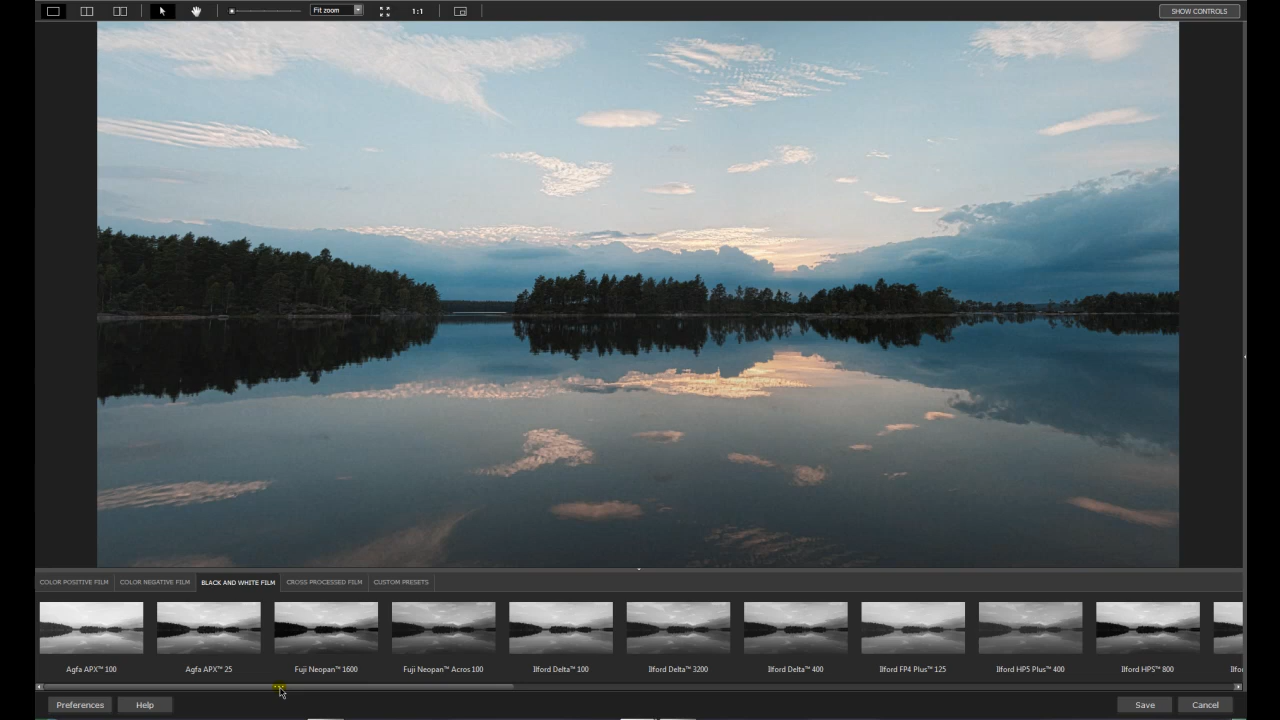 Fit zoom
1:1
SHOW CONTROLS
COLOR POSITIVE FILM
COLOR NEGATIVE FILM
BLACK AND WHITE FILM
CROSS PROCESSED FILM
CUSTOM PRESETS
Agfa APX™ 100
Agfa APX™ 25
Fuji Neopan™ 1600
Fuji Neopan™ Acros 100
Ilford Delta™ 100
Ilford Delta™ 3200
Ilford Delta™ 400
Ilford FP4 Plus™ 125
Ilford HP5 Plus™ 400
Ilford HPS™ 800
Preferences
Help
Save
Cancel